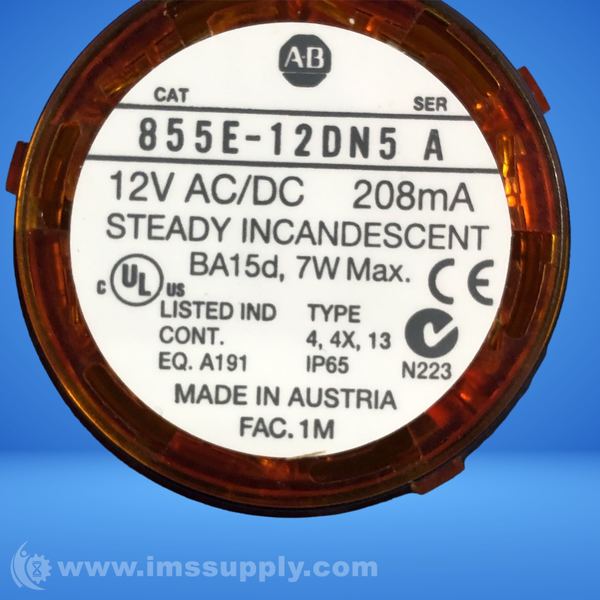 A-B
CAT SER
855E-12DN5 A
12V AC/DC 208mA
STEADY INCANDESCENT
BA15d, 7W Max.
CE
c UL us
LISTED IND TYPE
CONT. 4, 4X, 13
EQ. A191 IP65 N223
MADE IN AUSTRIA
FAC. 1M
www.imssupply.com